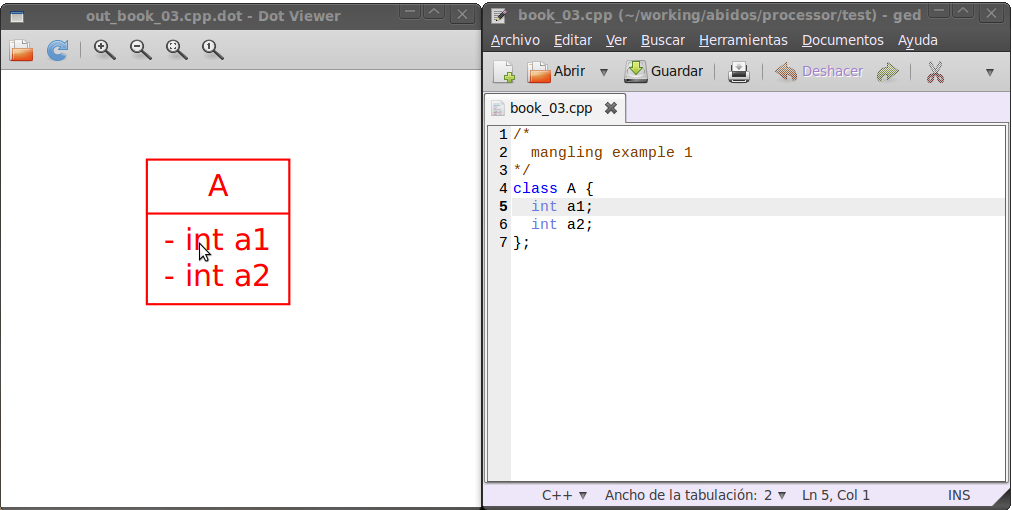 out_book_03.cpp.dot - Dot Viewer
A
- int a1
- int a2
book_03.cpp (~/working/abidos/processor/test) - ged
Archivo Editar Ver Buscar Herramientas Documentos Ayuda
Abrir Guardar Deshacer
book_03.cpp
1 /*
2 mangling example 1
3 */
4 class A {
5 int a1;
6 int a2;
7 };
C++ Ancho de la tabulación: 2 Ln 5, Col 1 INS